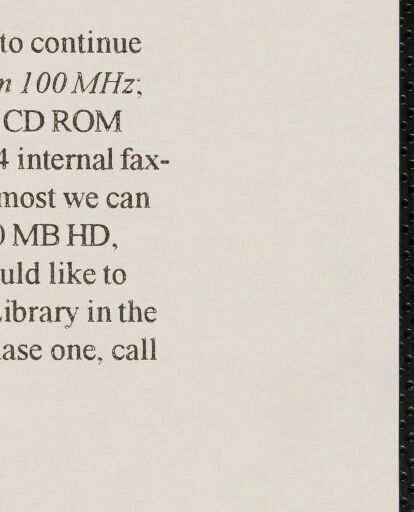 to continue
n 100 MHz;
CD ROM
4 internal fax-
most we can
0 MB HD,
uld like to
ibrary in the
ase one, call